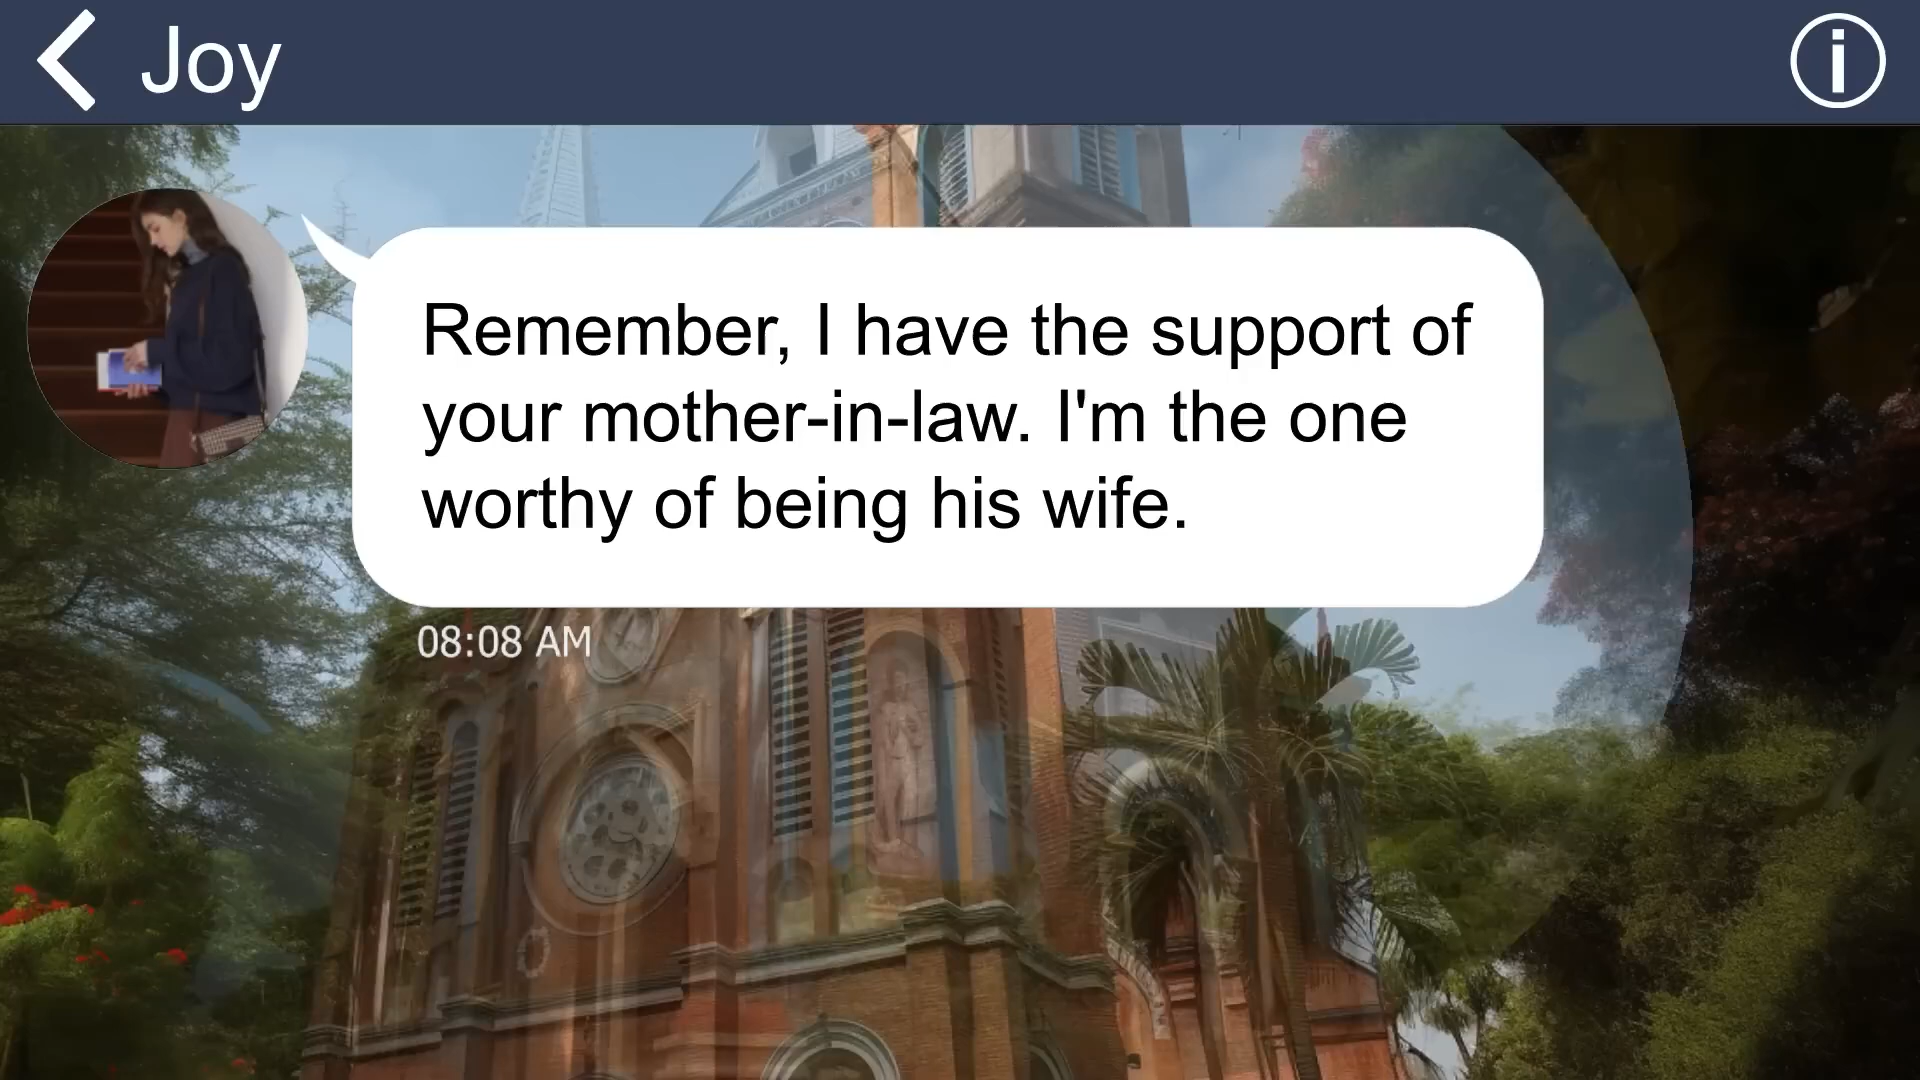 Joy
Remember, I have the support of
your mother-in-law. I'm the one
worthy of being his wife.
08:08 AM